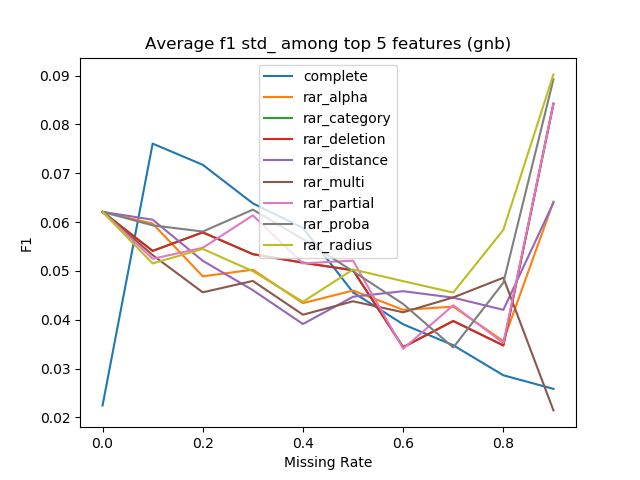 Average f1 std_ among top 5 features (gnb)
0.09
0.08
0.07
0.06
0.05
0.04
0.03
0.02
F1
complete
rar_alpha
rar_category
rar_deletion
rar_distance
rar_multi
rar_partial
rar_proba
rar_radius
0.0 0.2 0.4 0.6 0.8
Missing Rate